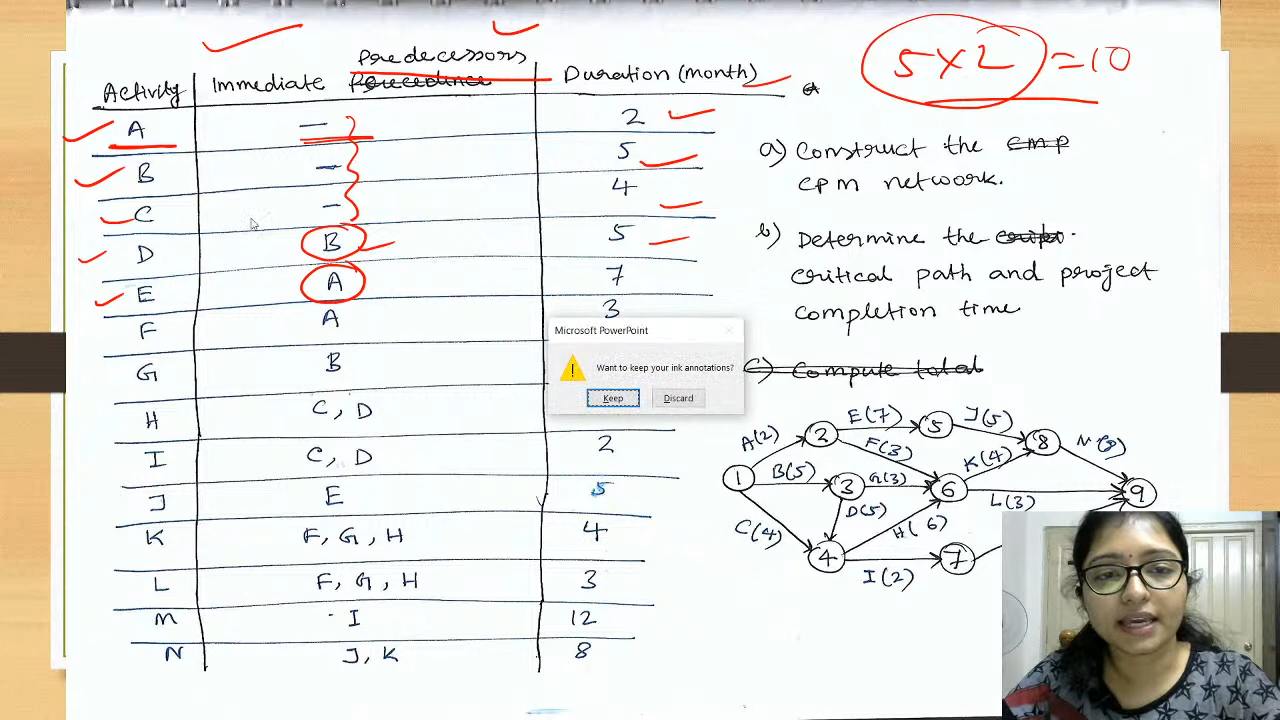 5 x 2 = 10
Predecessors
Activity Immediate Precedence Duration (month)
A — 2
B — 5
C — 4
D B 5
E A 7
F A 3
G B
H C, D
I C, D 2
J E 5
K F, G, H 4
L F, G, H 3
M I 12
N J, K 8
a) Construct the cmp
CPM network.
b) Determine the
critical path and project
completion time
c) Compute total
Microsoft PowerPoint
Want to keep your ink annotations?
Keep Discard
A(2) E(7) J(5)
2 5 8
F(3) K(4)
1 B(5) 3 G(3) 6 L(3) 9
D(5) H(6)
C(4) 4 I(2) 7